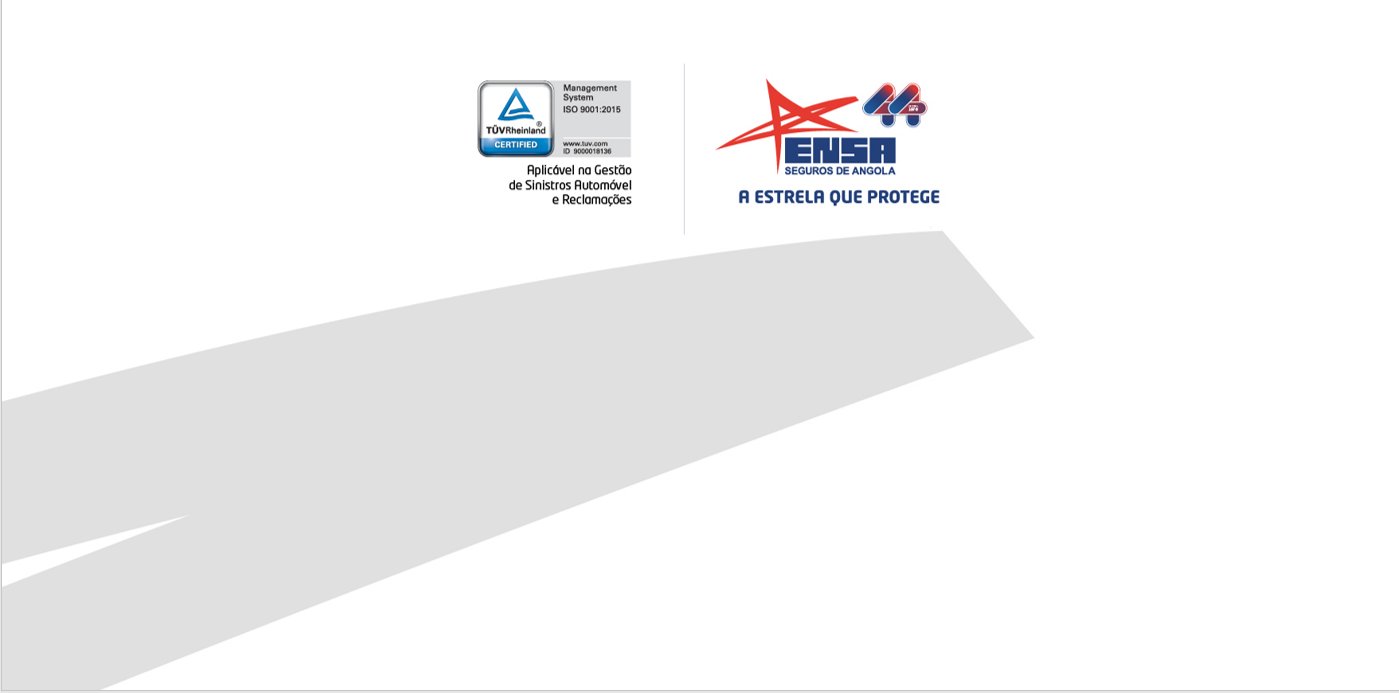 Management
System
ISO 9001:2015
TÜVRheinland®
CERTIFIED
www.tuv.com
ID 9000018136
Aplicável na Gestão
de Sinistros Automóvel
e Reclamações
44
ENSA
SEGUROS DE ANGOLA
A ESTRELA QUE PROTEGE